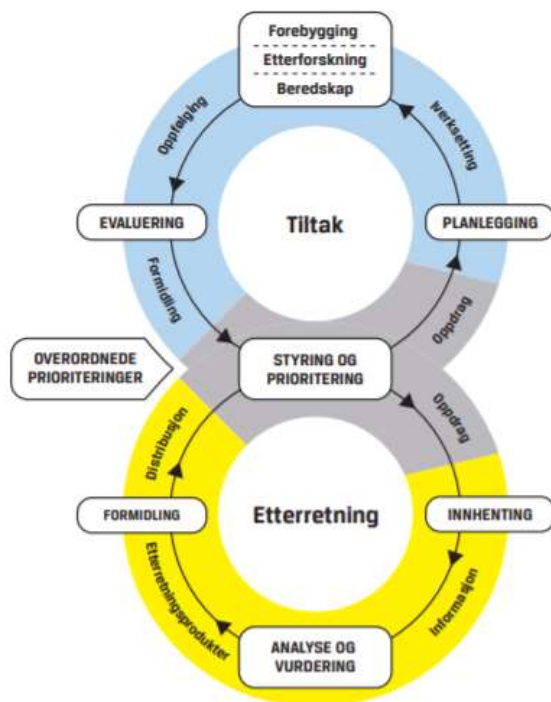 Forebygging
Etterforskning
Beredskap
Oppfølging
Iverksetting
EVALUERING
Tiltak
PLANLEGGING
Formidling
Oppdrag
OVERORDNEDE
PRIORITERINGER
STYRING OG
PRIORITERING
Distribusjon
Oppdrag
FORMIDLING
Etterretning
INNHENTING
Etterretningsprodukter
Informasjon
ANALYSE OG
VURDERING